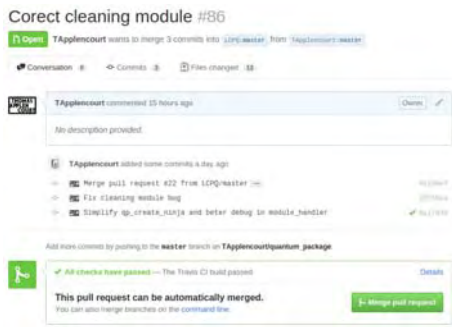 Corect cleaning module #86
Open TApplencourt wants to merge 3 commits into LCPQ:master from TApplencourt:master
Conversation 0 Commits 3 Files changed
TApplencourt commented 15 hours ago Owner
No description provided.
TApplencourt added some commits a day ago
Merge pull request #22 from LCPQ/master
Fix cleaning module bug
Simplify qp_create_ninja and beter debug in module_handler
Add more commits by pushing to the master branch on TApplencourt/quantum_package
All checks have passed — The Travis CI build passed Details
This pull request can be automatically merged.
You can also merge branches on the command line.
Merge pull request